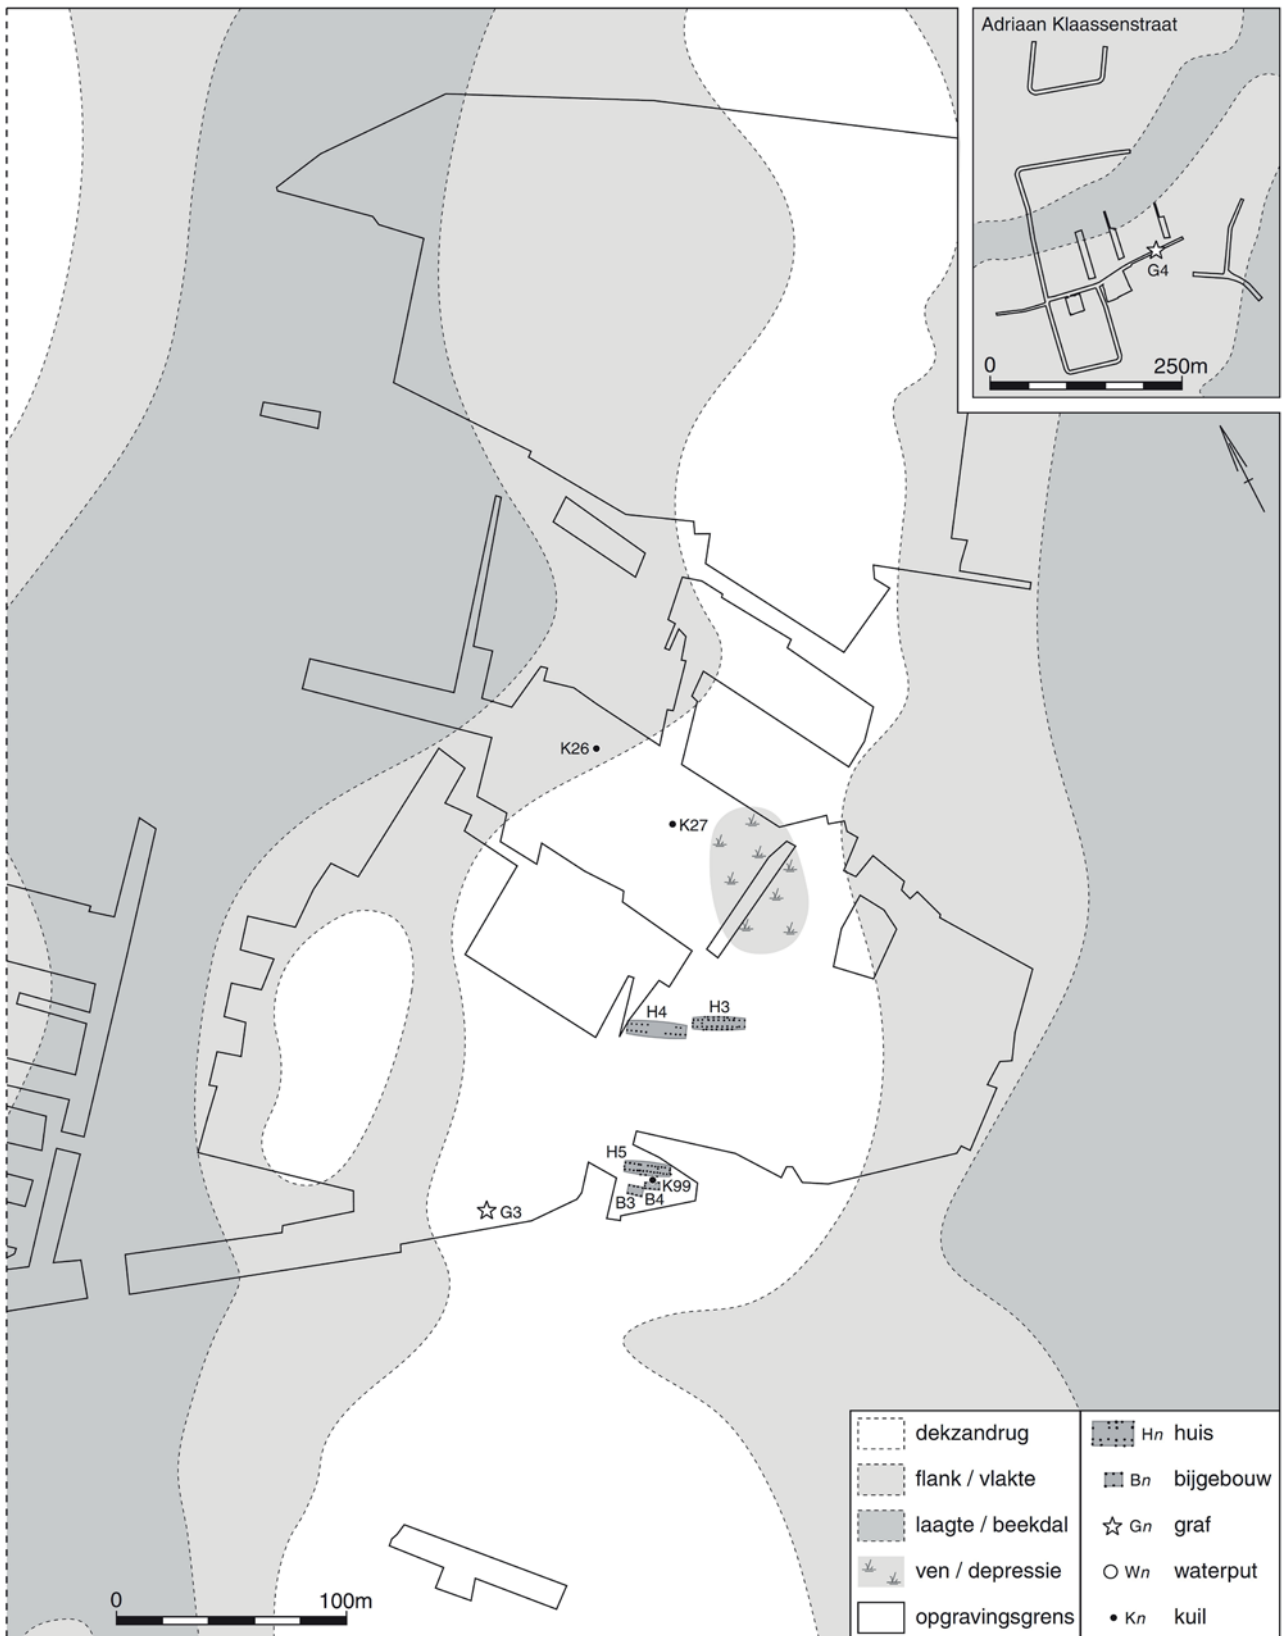 Adriaan Klaassenstraat
G4
0 250m
K26
K27
H4 H3
H5
K99
B3 B4
G3
0 100m
dekzandrug
flank / vlakte
laagte / beekdal
ven / depressie
opgravingsgrens
Hn huis
Bn bijgebouw
Gn graf
Wn waterput
Kn kuil